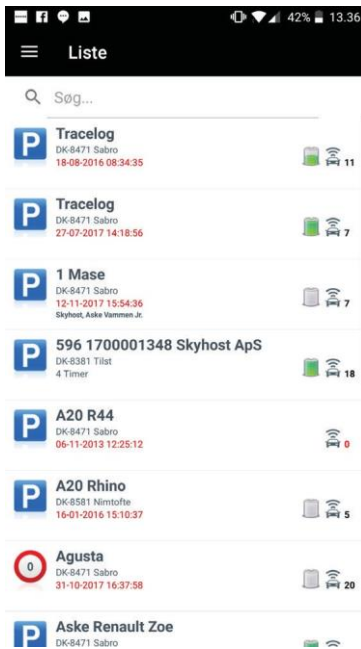 42% 13.36
Liste
Søg...
P
Tracelog
DK-8471 Sabro
18-08-2016 08:34:35
11
P
Tracelog
DK-8471 Sabro
27-07-2017 14:18:56
7
P
1 Mase
DK-8471 Sabro
12-11-2017 15:54:36
Skyhost, Aske Vammen Jr.
7
P
596 1700001348 Skyhost ApS
DK-8381 Tilst
4 Timer
18
P
A20 R44
DK-8471 Sabro
06-11-2013 12:25:12
0
P
A20 Rhino
DK-8581 Nimtofte
16-01-2016 15:10:37
5
0
Agusta
DK-8471 Sabro
31-10-2017 16:37:58
20
P
Aske Renault Zoe
DK-8471 Sabro